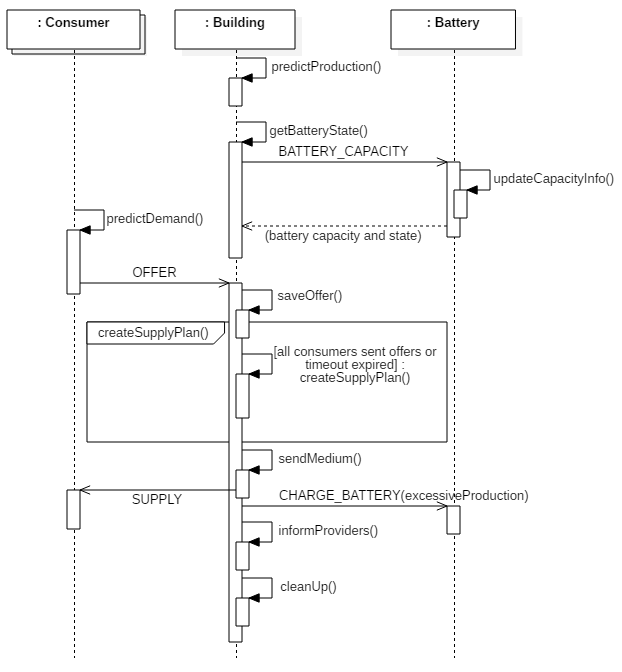 : Consumer
: Building
: Battery
predictProduction()
getBatteryState()
BATTERY_CAPACITY
updateCapacityInfo()
predictDemand()
(battery capacity and state)
OFFER
saveOffer()
createSupplyPlan()
[all consumers sent offers or
timeout expired] :
createSupplyPlan()
sendMedium()
SUPPLY
CHARGE_BATTERY(excessiveProduction)
informProviders()
cleanUp()